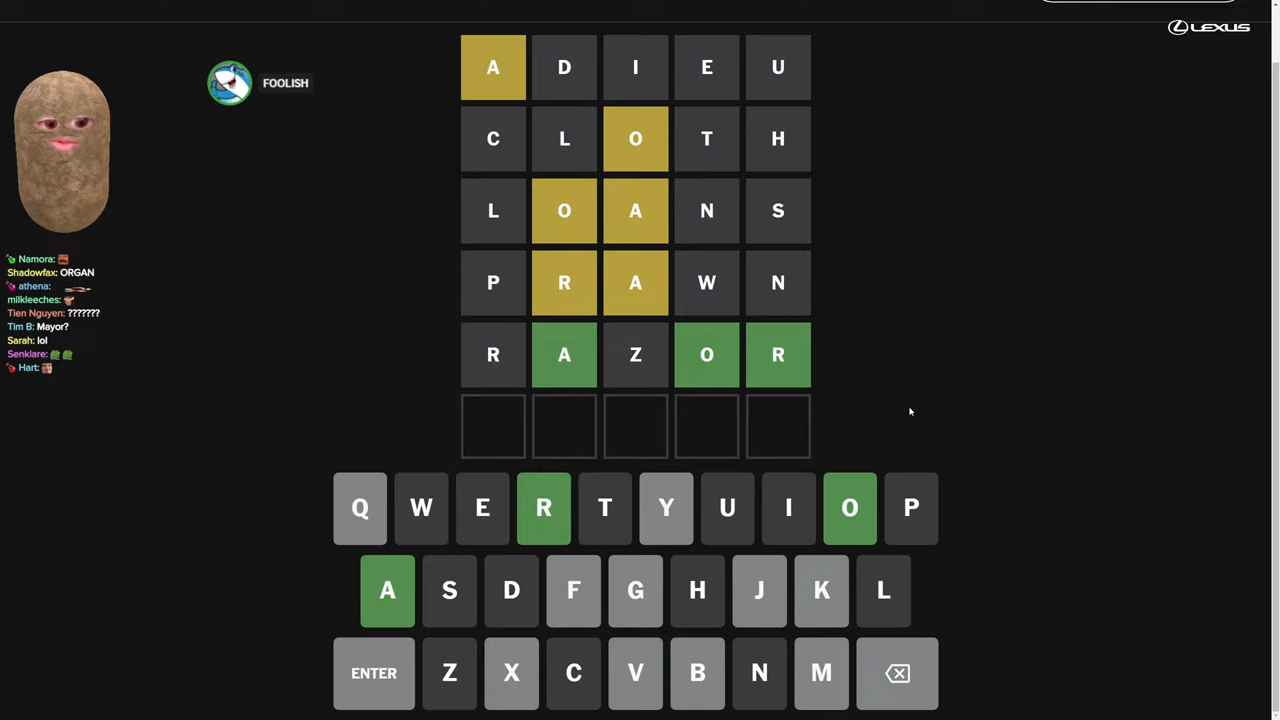 LEXUS
A D I E U
FOOLISH
C L O T H
L O A N S
P R A W N
R A Z O R
Namora:
Shadowfax: ORGAN
athena:
milkleeches:
Tien Nguyen: ???????
Tim B: Mayor?
Sarah: lol
Senklare:
Hart:
Q W E R T Y U I O P
A S D F G H J K L
ENTER Z X C V B N M